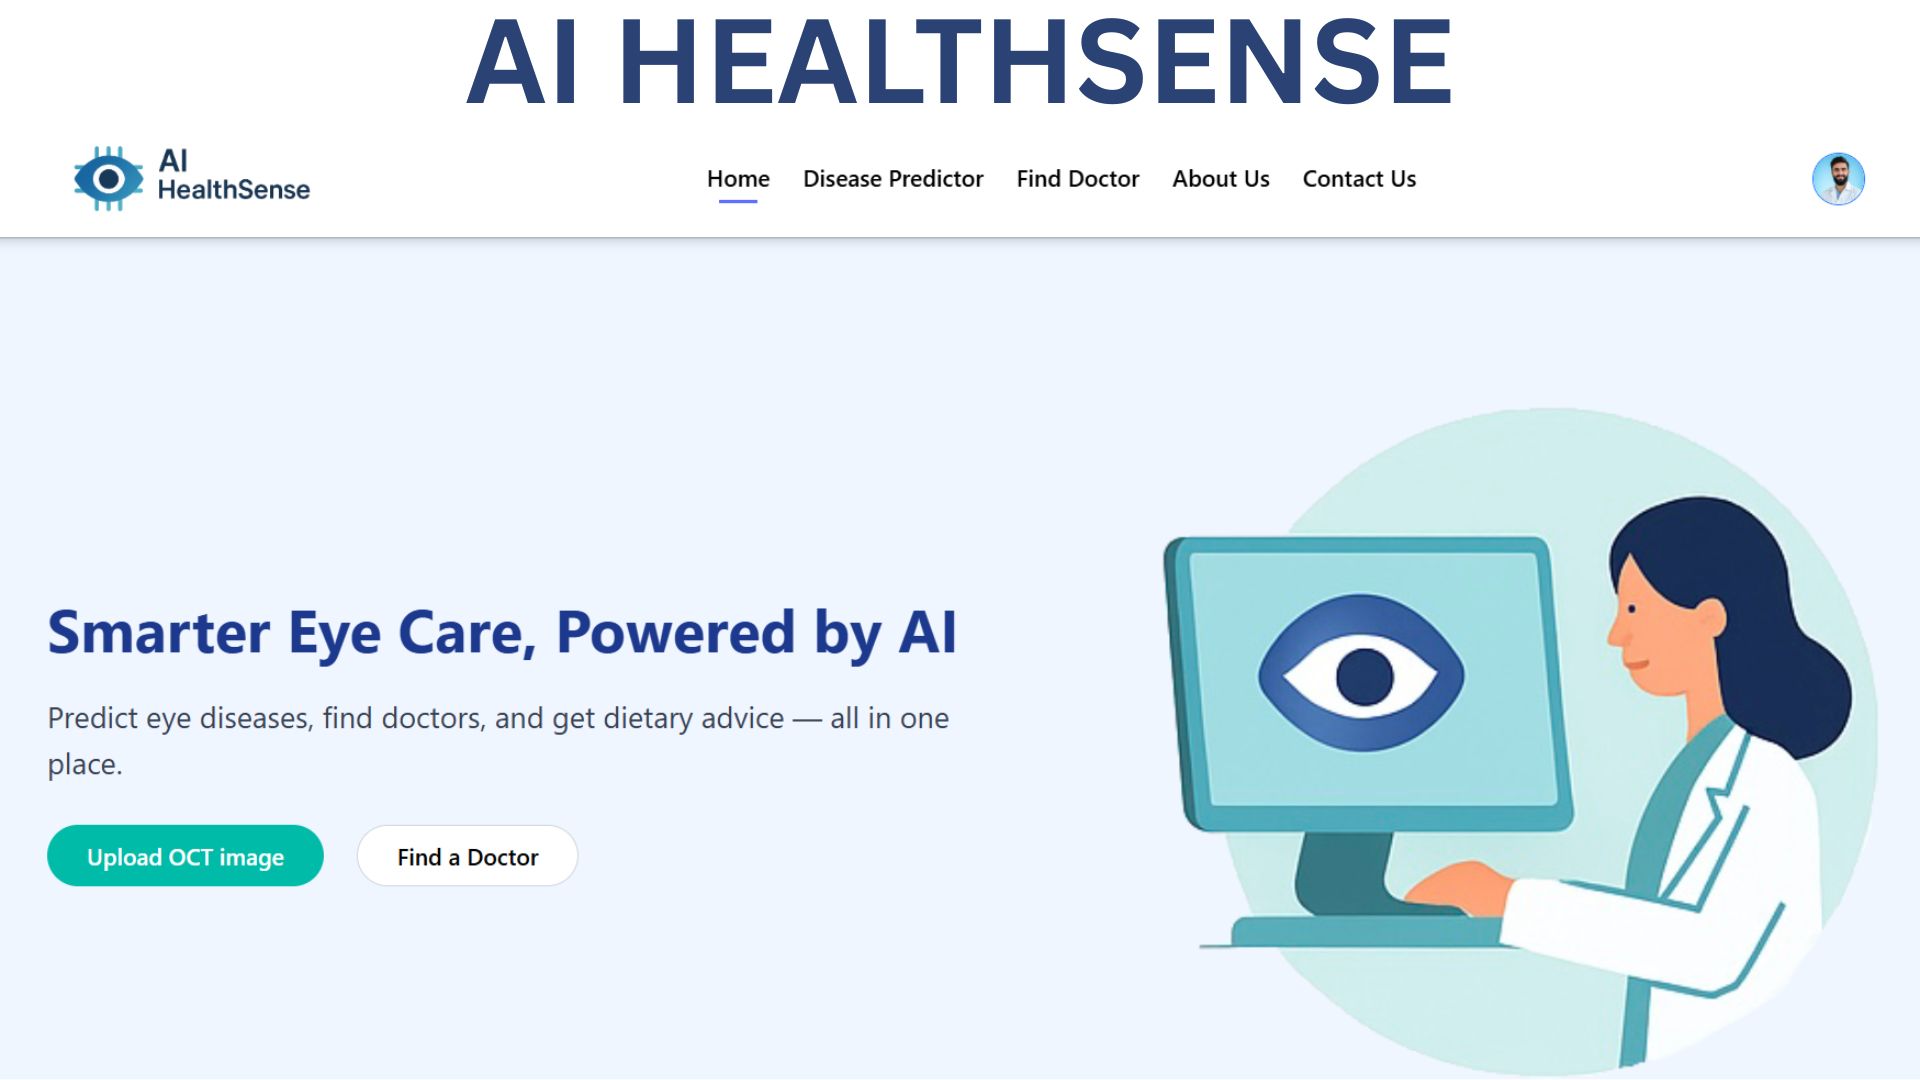 AI HEALTHSENSE
AI
HealthSense
Home Disease Predictor Find Doctor About Us Contact Us
Smarter Eye Care, Powered by AI
Predict eye diseases, find doctors, and get dietary advice — all in one
place.
Upload OCT image Find a Doctor